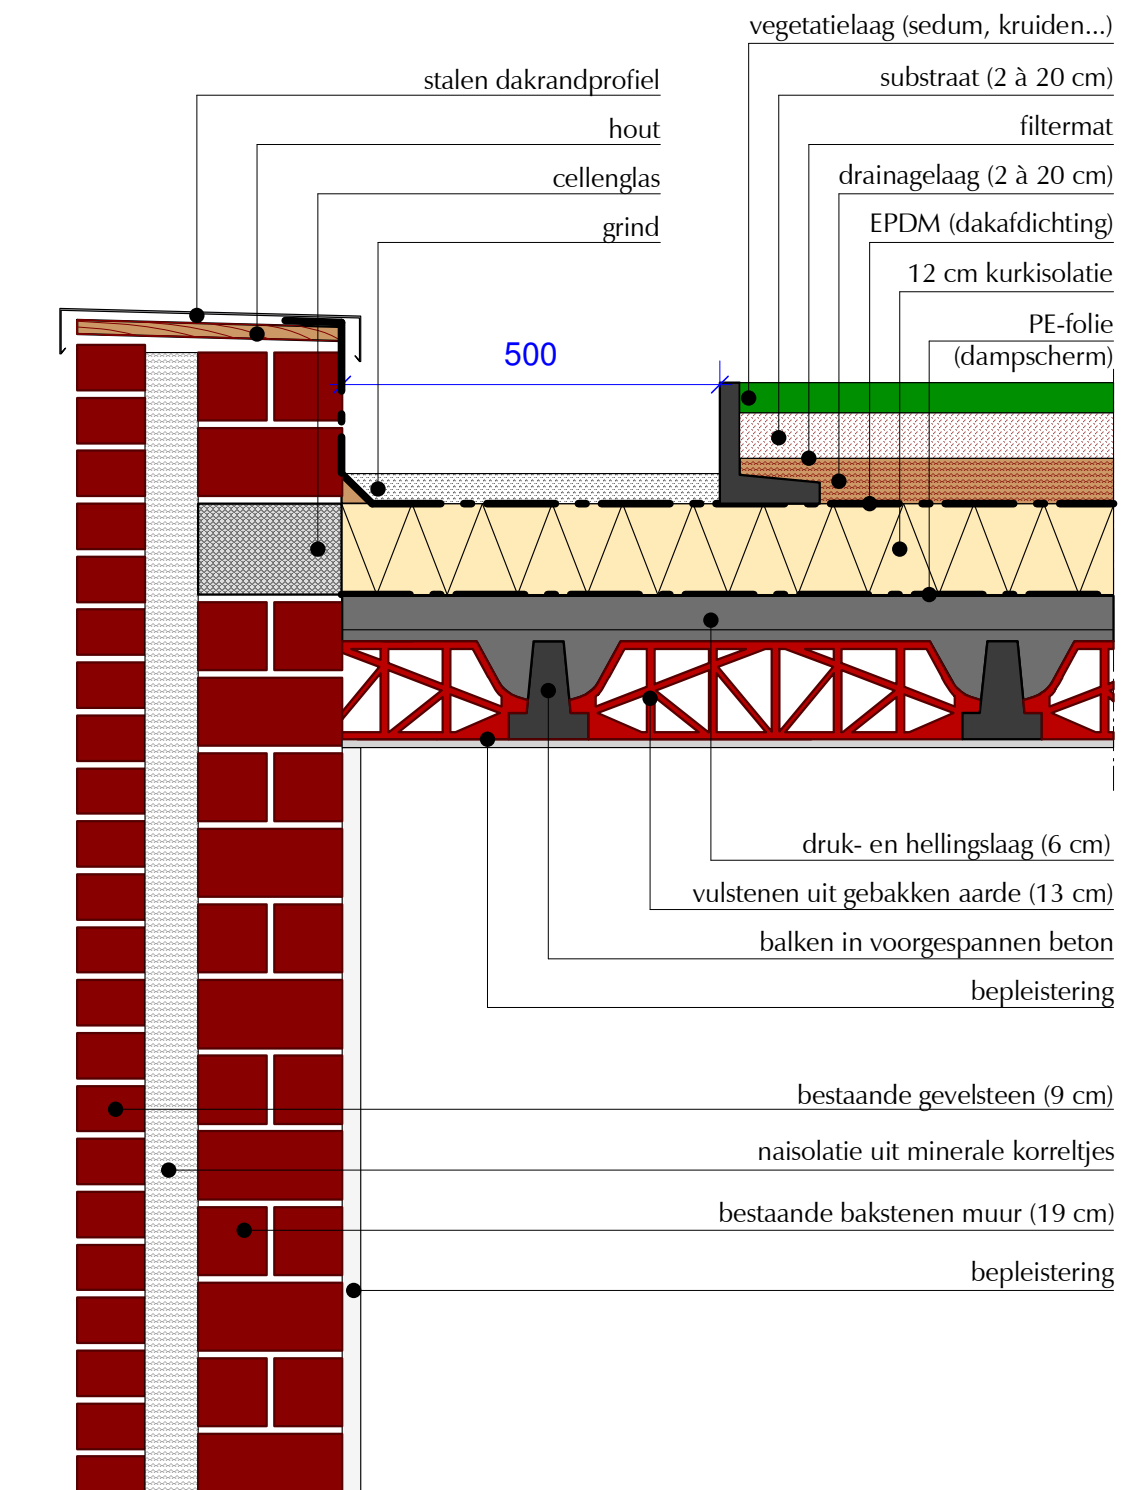 vegetatielaag (sedum, kruiden...)
stalen dakrandprofiel
substraat (2 à 20 cm)
hout
filtermat
cellenglas
drainagelaag (2 à 20 cm)
grind
EPDM (dakafdichting)
12 cm kurkisolatie
PE-folie
(dampscherm)
500
druk- en hellingslaag (6 cm)
vulstenen uit gebakken aarde (13 cm)
balken in voorgespannen beton
bepleistering
bestaande gevelsteen (9 cm)
naisolatie uit minerale korreltjes
bestaande bakstenen muur (19 cm)
bepleistering